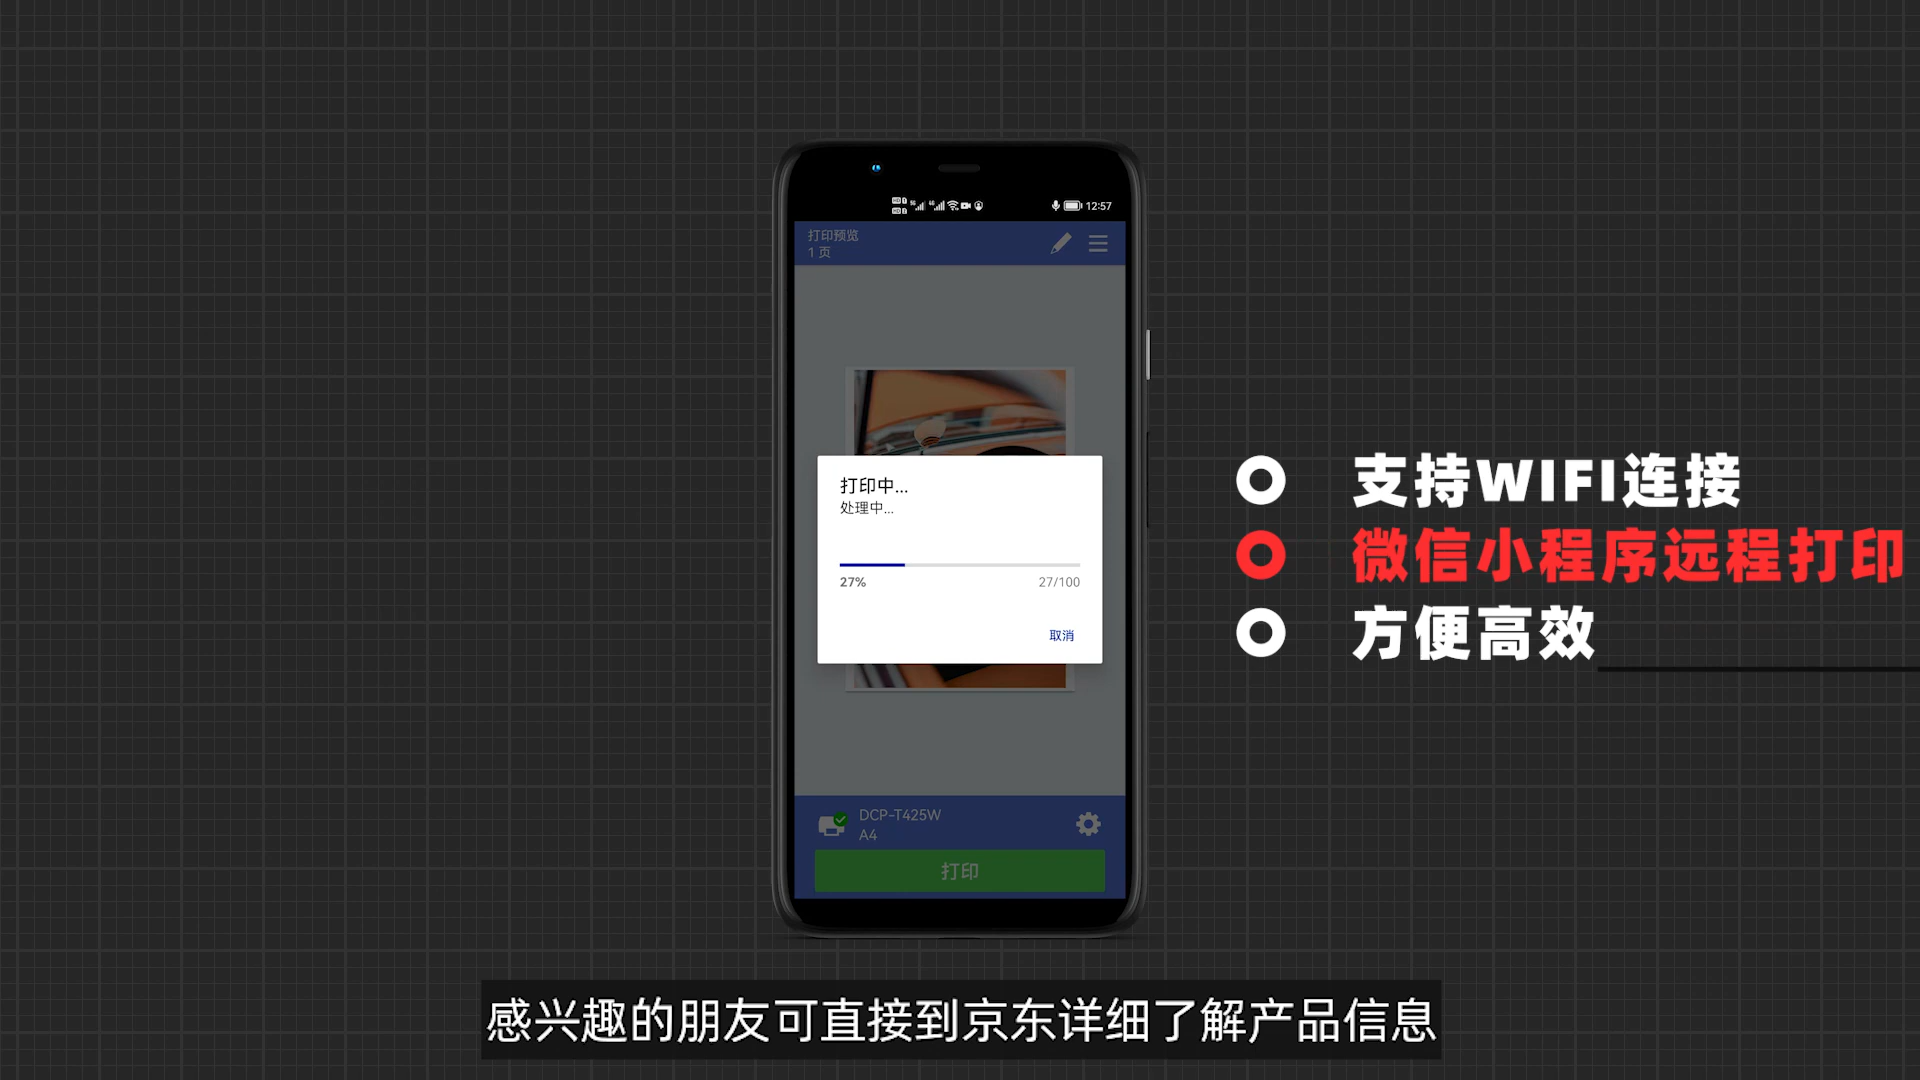 12:57
打印预览
1 页
打印中...
处理中...
27%
27/100
取消
DCP-T425W
A4
打印
支持WIFI连接
微信小程序远程打印
方便高效
感兴趣的朋友可直接到京东详细了解产品信息